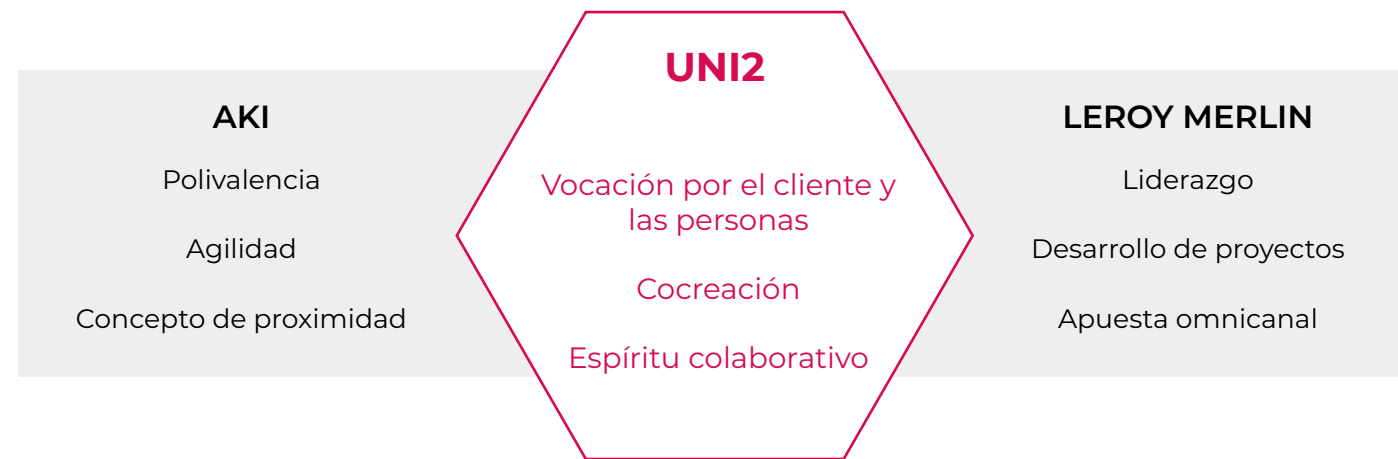 AKI
Polivalencia
Agilidad
Concepto de proximidad
UNI2
Vocación por el cliente y
las personas
Cocreación
Espíritu colaborativo
LEROY MERLIN
Liderazgo
Desarrollo de proyectos
Apuesta omnicanal